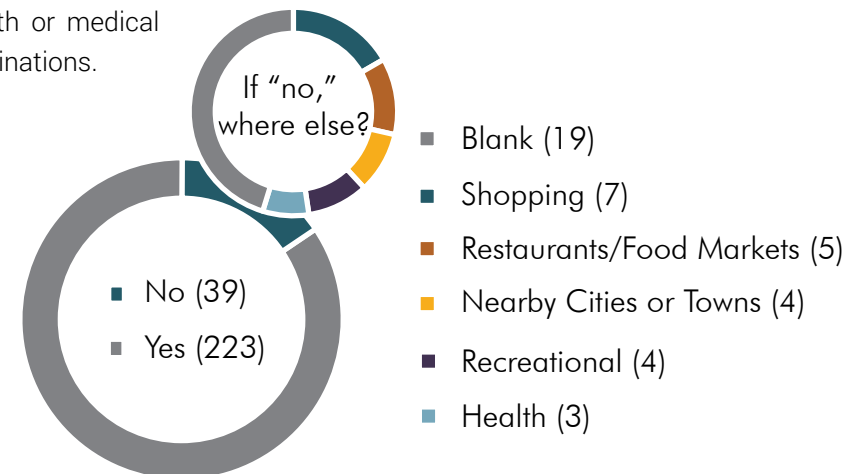 or medical
inations.
If “no,”
where else?
Blank (19)
Shopping (7)
Restaurants/Food Markets (5)
Nearby Cities or Towns (4)
Recreational (4)
Health (3)
No (39)
Yes (223)